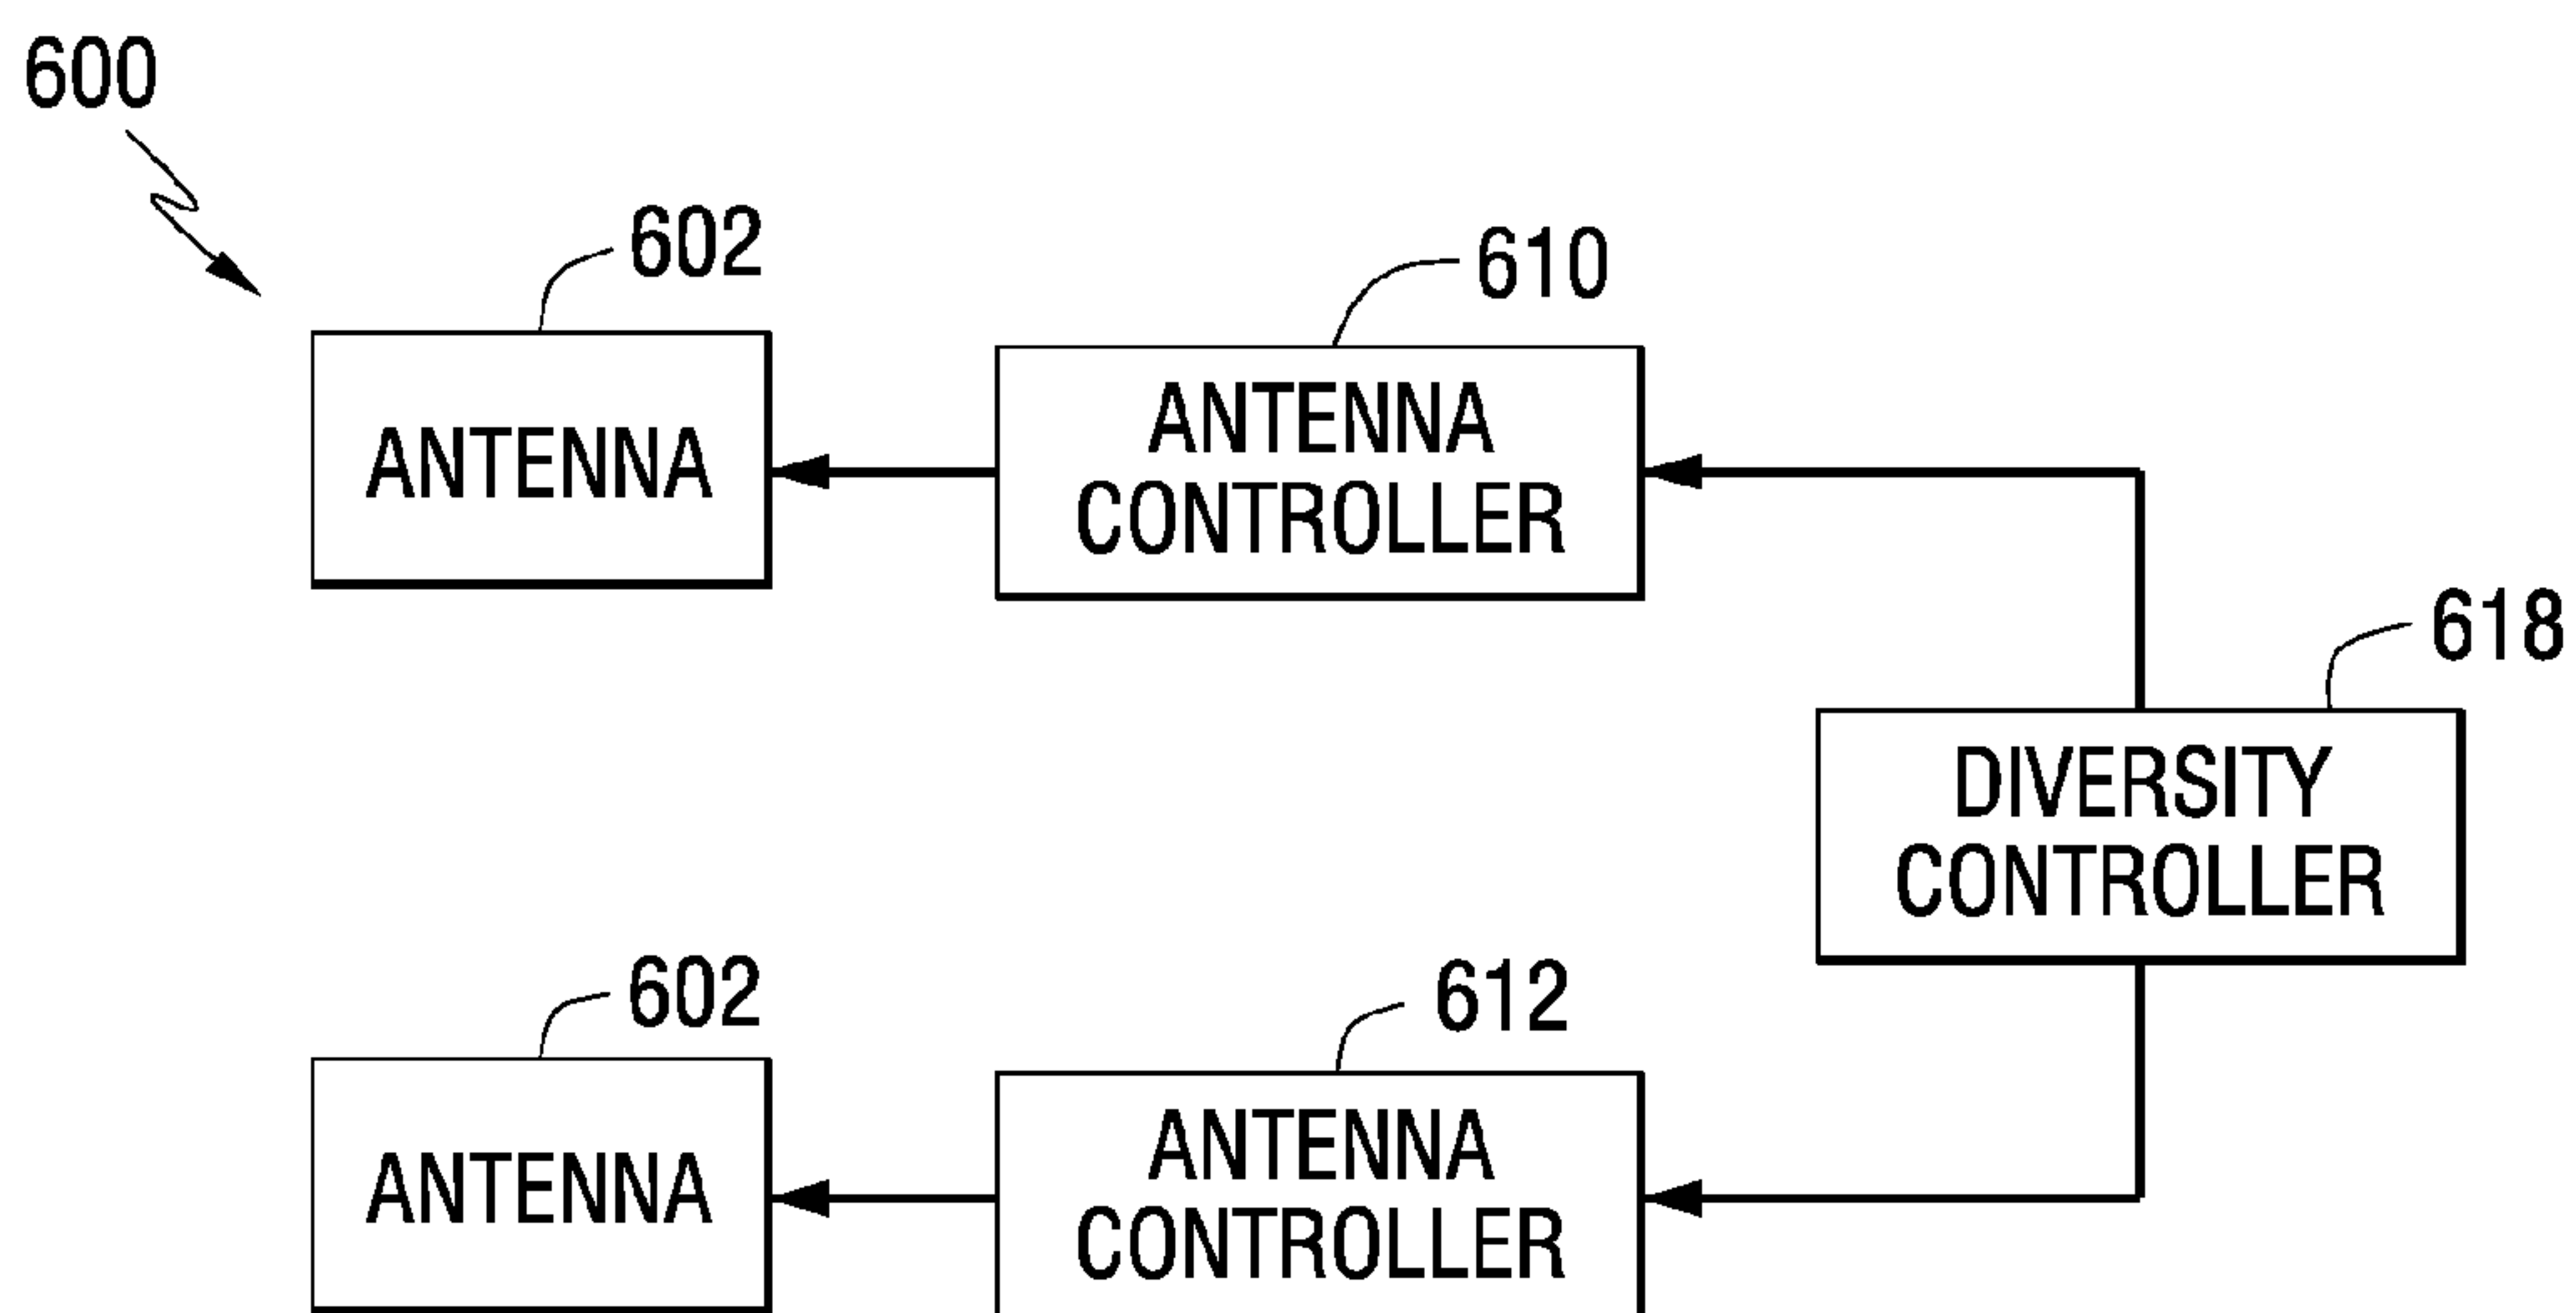 600
602
610
ANTENNA
ANTENNA
CONTROLLER
618
DIVERSITY
CONTROLLER
602
612
ANTENNA
ANTENNA
CONTROLLER